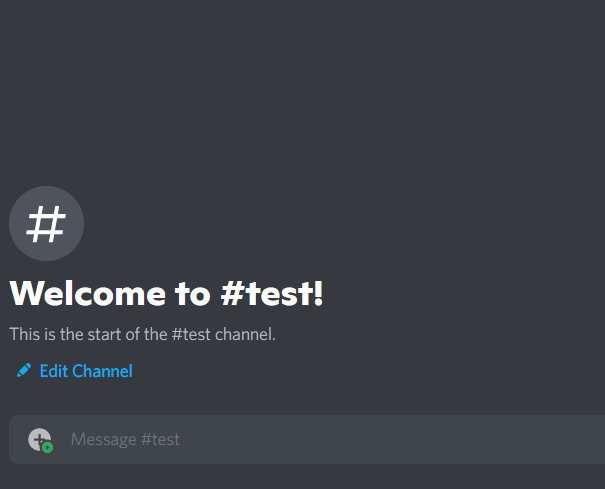 #
Welcome to #test!
This is the start of the #test channel.
Edit Channel
Message #test